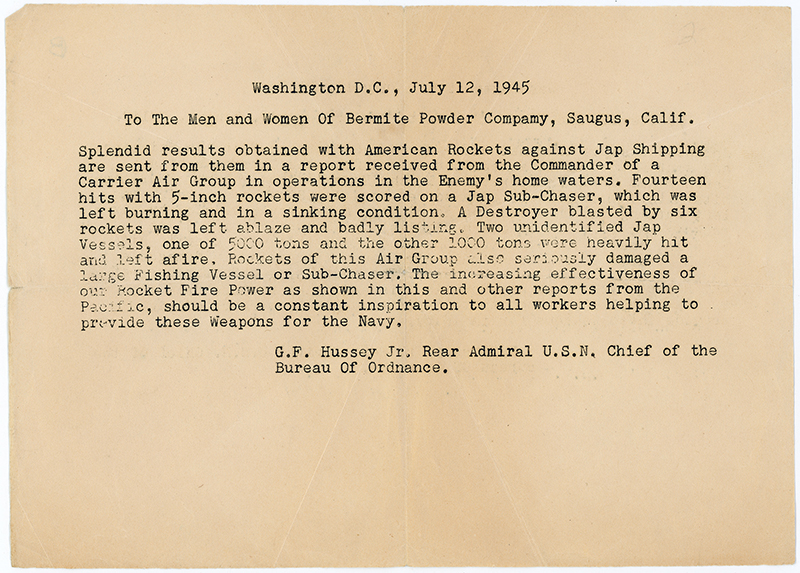 Washington D.C., July 12, 1945
To The Men and Women Of Bermite Powder Compamy, Saugus, Calif.
Splendid results obtained with American Rockets against Jap Shipping
are sent from them in a report received from the Commander of a
Carrier Air Group in operations in the Enemy's home waters. Fourteen
hits with 5-inch rockets were scored on a Jap Sub-Chaser, which was
left burning and in a sinking condition. A Destroyer blasted by six
rockets was left ablaze and badly listing. Two unidentified Jap
Vessels, one of 5000 tons and the other 1000 tons were heavily hit
and left afire. Rockets of this Air Group also seriously damaged a
large Fishing Vessel or Sub-Chaser. The increasing effectiveness of
our Rocket Fire Power as shown in this and other reports from the
Pacific, should be a constant inspiration to all workers helping to
provide these Weapons for the Navy.
G.F. Hussey Jr. Rear Admiral U.S.N. Chief of the
Bureau Of Ordnance.